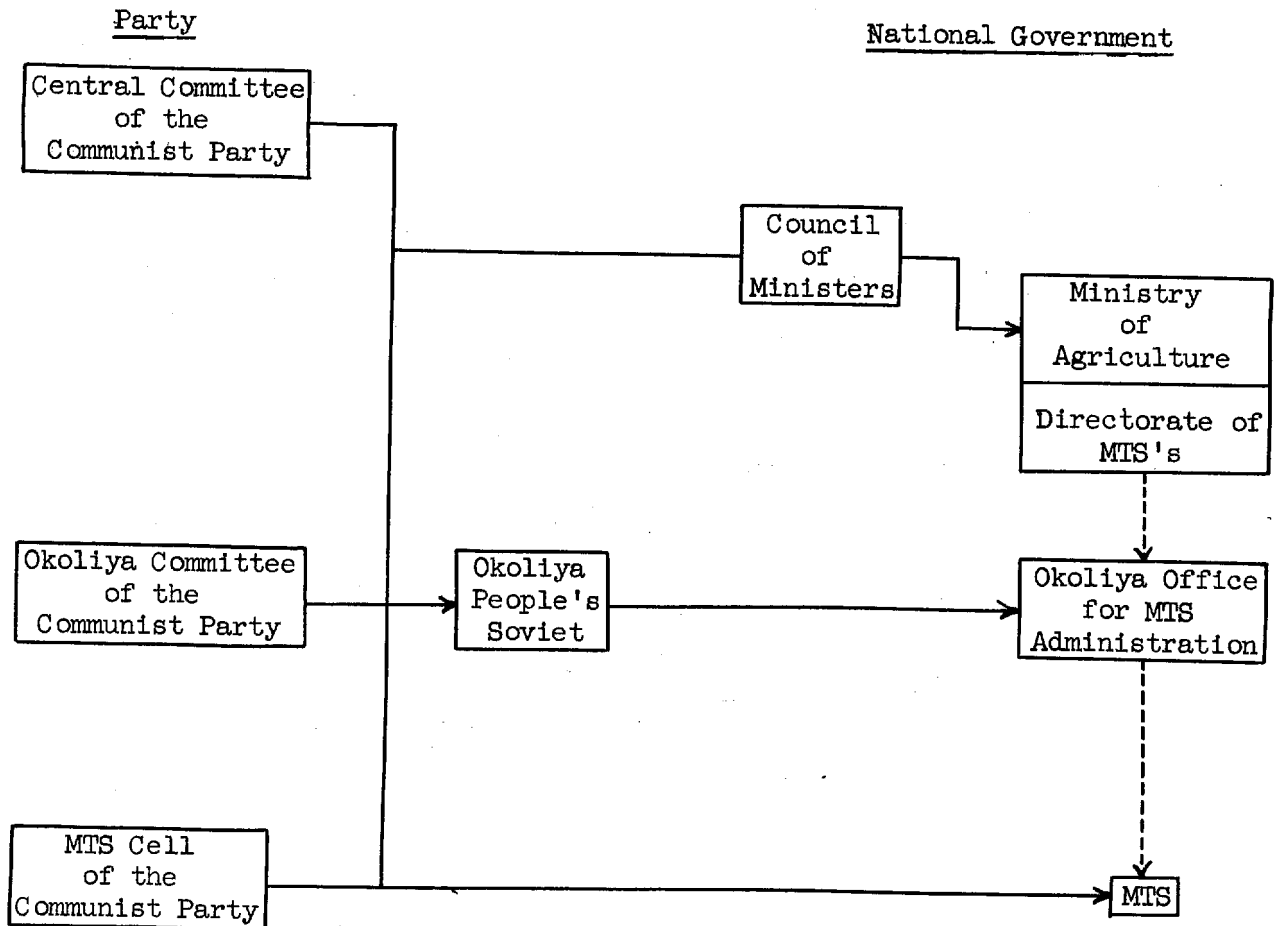 Party
National Government
Central Committee
of the
Communist Party
Council
of
Ministers
Ministry
of
Agriculture
Directorate of
MTS's
Okoliya Committee
of the
Communist Party
Okoliya
People's
Soviet
Okoliya Office
for MTS
Administration
MTS Cell
of the
Communist Party
MTS